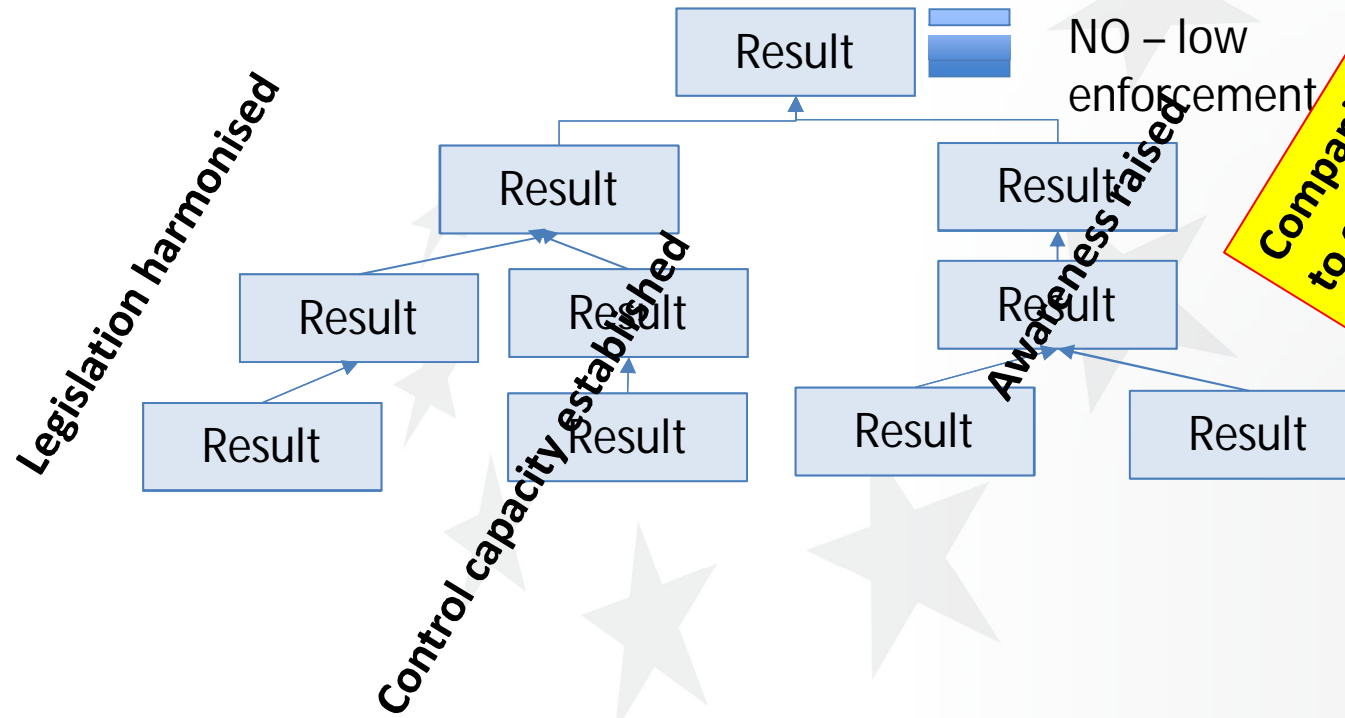 Result
NO – low
enforcement
Legislation harmonised
Result
Result
Awareness raised
Result
Result
Result
Control capacity established
Result
Result
Result
Result
to